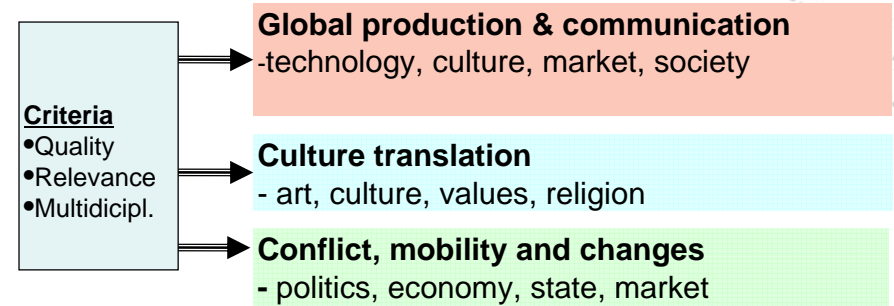 Criteria
•Quality
•Relevance
•Multidicipl.
Global production & communication
-technology, culture, market, society
Culture translation
- art, culture, values, religion
Conflict, mobility and changes
- politics, economy, state, market